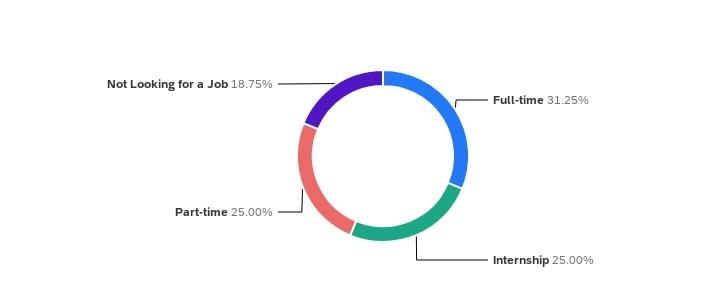 Not Looking for a Job 18.75%
Full-time 31.25%
Part-time 25.00%
Internship 25.00%